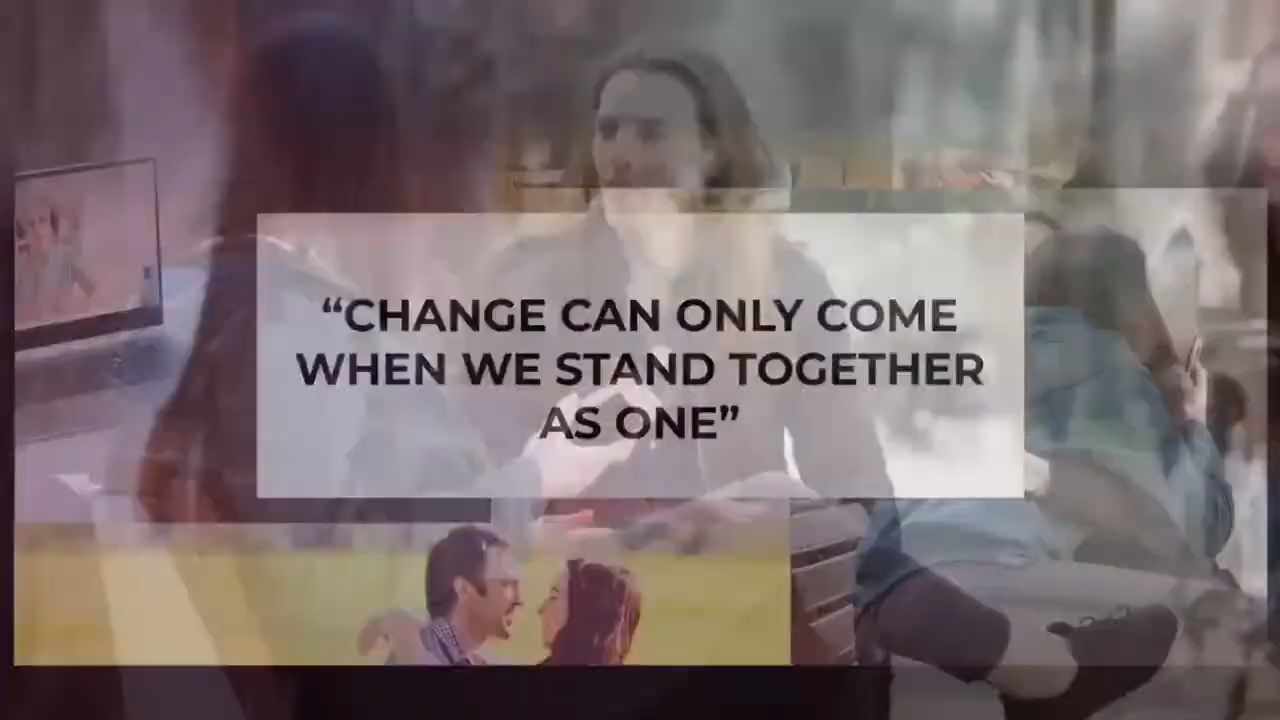 “CHANGE CAN ONLY COME
WHEN WE STAND TOGETHER
AS ONE”